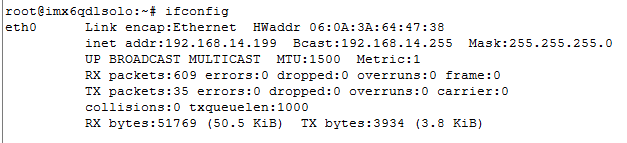 root@imx6qdlsolo:~# ifconfig
eth0 Link encap:Ethernet HWaddr 06:0A:3A:64:47:38
inet addr:192.168.14.199 Bcast:192.168.14.255 Mask:255.255.255.0
UP BROADCAST MULTICAST MTU:1500 Metric:1
RX packets:609 errors:0 dropped:0 overruns:0 frame:0
TX packets:35 errors:0 dropped:0 overruns:0 carrier:0
collisions:0 txqueuelen:1000
RX bytes:51769 (50.5 KiB) TX bytes:3934 (3.8 KiB)